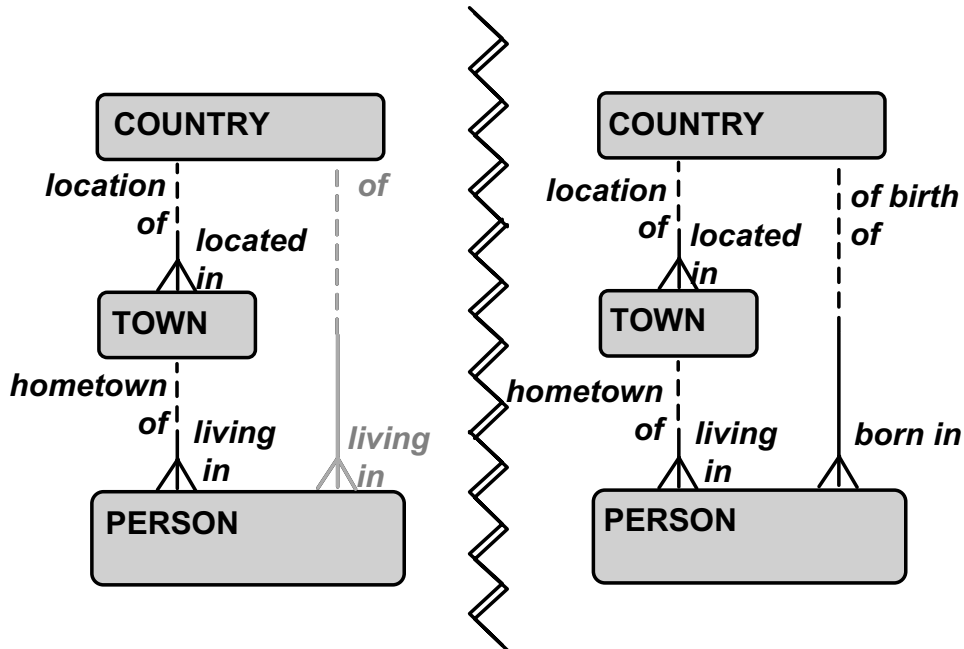 COUNTRY
location
of
of
located
in
TOWN
hometown
of
living
in
living
in
PERSON
COUNTRY
location
of
of birth
of
located
in
TOWN
hometown
of
living
in
born in
PERSON